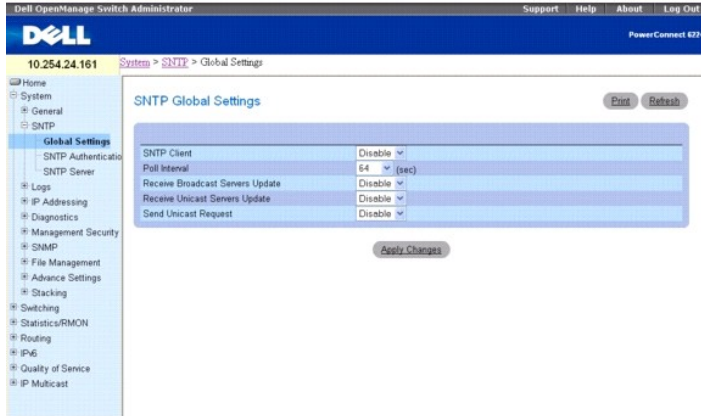 Dell OpenManage Switch Administrator
Support Help About Log Out
DELL
PowerConnect 622
10.254.24.161
System > SNTP > Global Settings
Home
System
General
SNTP
Global Settings
SNTP Authenticatio
SNTP Server
Logs
IP Addressing
Diagnostics
Management Security
SNMP
File Management
Advance Settings
Stacking
Switching
Statistics/RMON
Routing
IPv6
Quality of Service
IP Multicast
SNTP Global Settings
Print Refresh
SNTP Client Disable
Poll Interval 64 (sec)
Receive Broadcast Servers Update Disable
Receive Unicast Servers Update Disable
Send Unicast Request Disable
Apply Changes